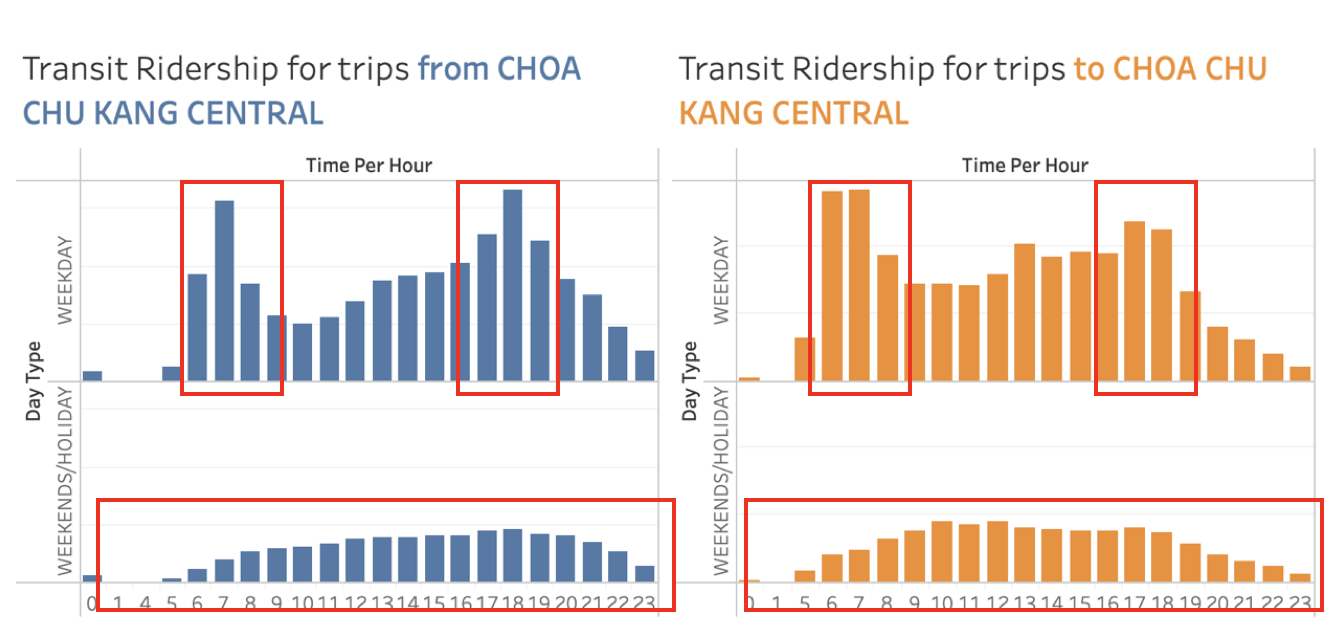 Transit Ridership for trips from CHOA
CHU KANG CENTRAL
Time Per Hour
Day Type
WEEKDAY
WEEKENDS/HOLIDAY
0 1 4 5 6 7 8 9 10 11 12 13 14 15 16 17 18 19 20 21 22 23
Transit Ridership for trips to CHOA CHU
KANG CENTRAL
Time Per Hour
Day Type
WEEKDAY
WEEKENDS/HOLIDAY
0 1 5 6 7 8 9 10 11 12 13 14 15 16 17 18 19 20 21 22 23